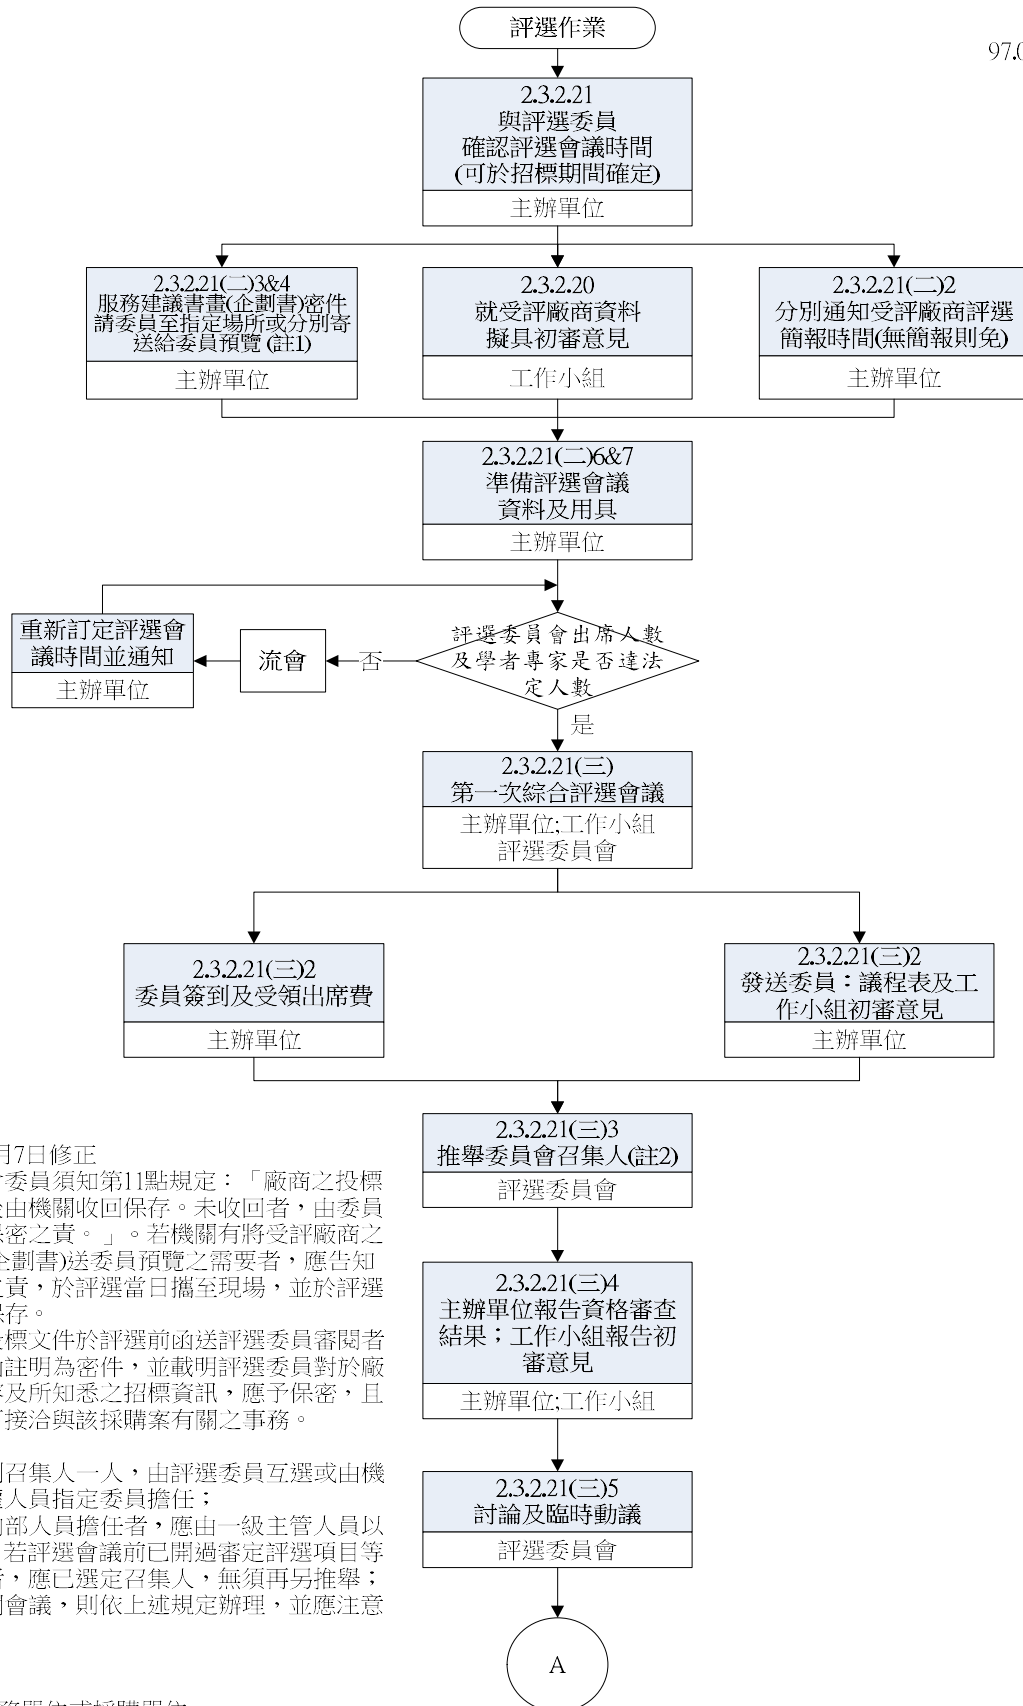 評選作業
97.0
2.3.2.21
與評選委員
確認評選會議時間
(可於招標期間確定)
主辦單位
2.3.2.21(二)3&4
服務建議書畫(企劃書)密件
請委員至指定場所或分別寄
送給委員預覽 (註1)
主辦單位
2.3.2.20
就受評廠商資料
擬具初審意見
工作小組
2.3.2.21(二)2
分別通知受評廠商評選
簡報時間(無簡報則免)
主辦單位
2.3.2.21(二)6&7
準備評選會議
資料及用具
主辦單位
重新訂定評選會
議時間並通知
主辦單位
流會
否
評選委員會出席人數
及學者專家是否達法
定人數
是
2.3.2.21(三)
第一次綜合評選會議
主辦單位;工作小組
評選委員會
2.3.2.21(三)2
委員簽到及受領出席費
主辦單位
2.3.2.21(三)2
發送委員：議程表及工
作小組初審意見
主辦單位
2.3.2.21(三)3
推舉委員會召集人(註2)
評選委員會
2.3.2.21(三)4
主辦單位報告資格審查
結果；工作小組報告初
審意見
主辦單位;工作小組
2.3.2.21(三)5
討論及臨時動議
評選委員會
A
月7日修正
委員須知第11點規定：「廠商之投標
由機關收回保存。未收回者，由委員
密之責。」。若機關有將受評廠商之
企劃書)送委員預覽之需要者，應告知
之責，於評選當日攜至現場，並於評選
保存。
投標文件於評選前函送評選委員審閱者
註明為密件，並載明評選委員對於廠
及所知悉之招標資訊，應予保密，且
接洽與該採購案有關之事務。
召集人一人，由評選委員互選或由機
人員指定委員擔任；
內部人員擔任者，應由一級主管人員以
若評選會議前已開過審定評選項目等
者，應已選定召集人，無須再另推舉；
開會議，則依上述規定辦理，並應注意